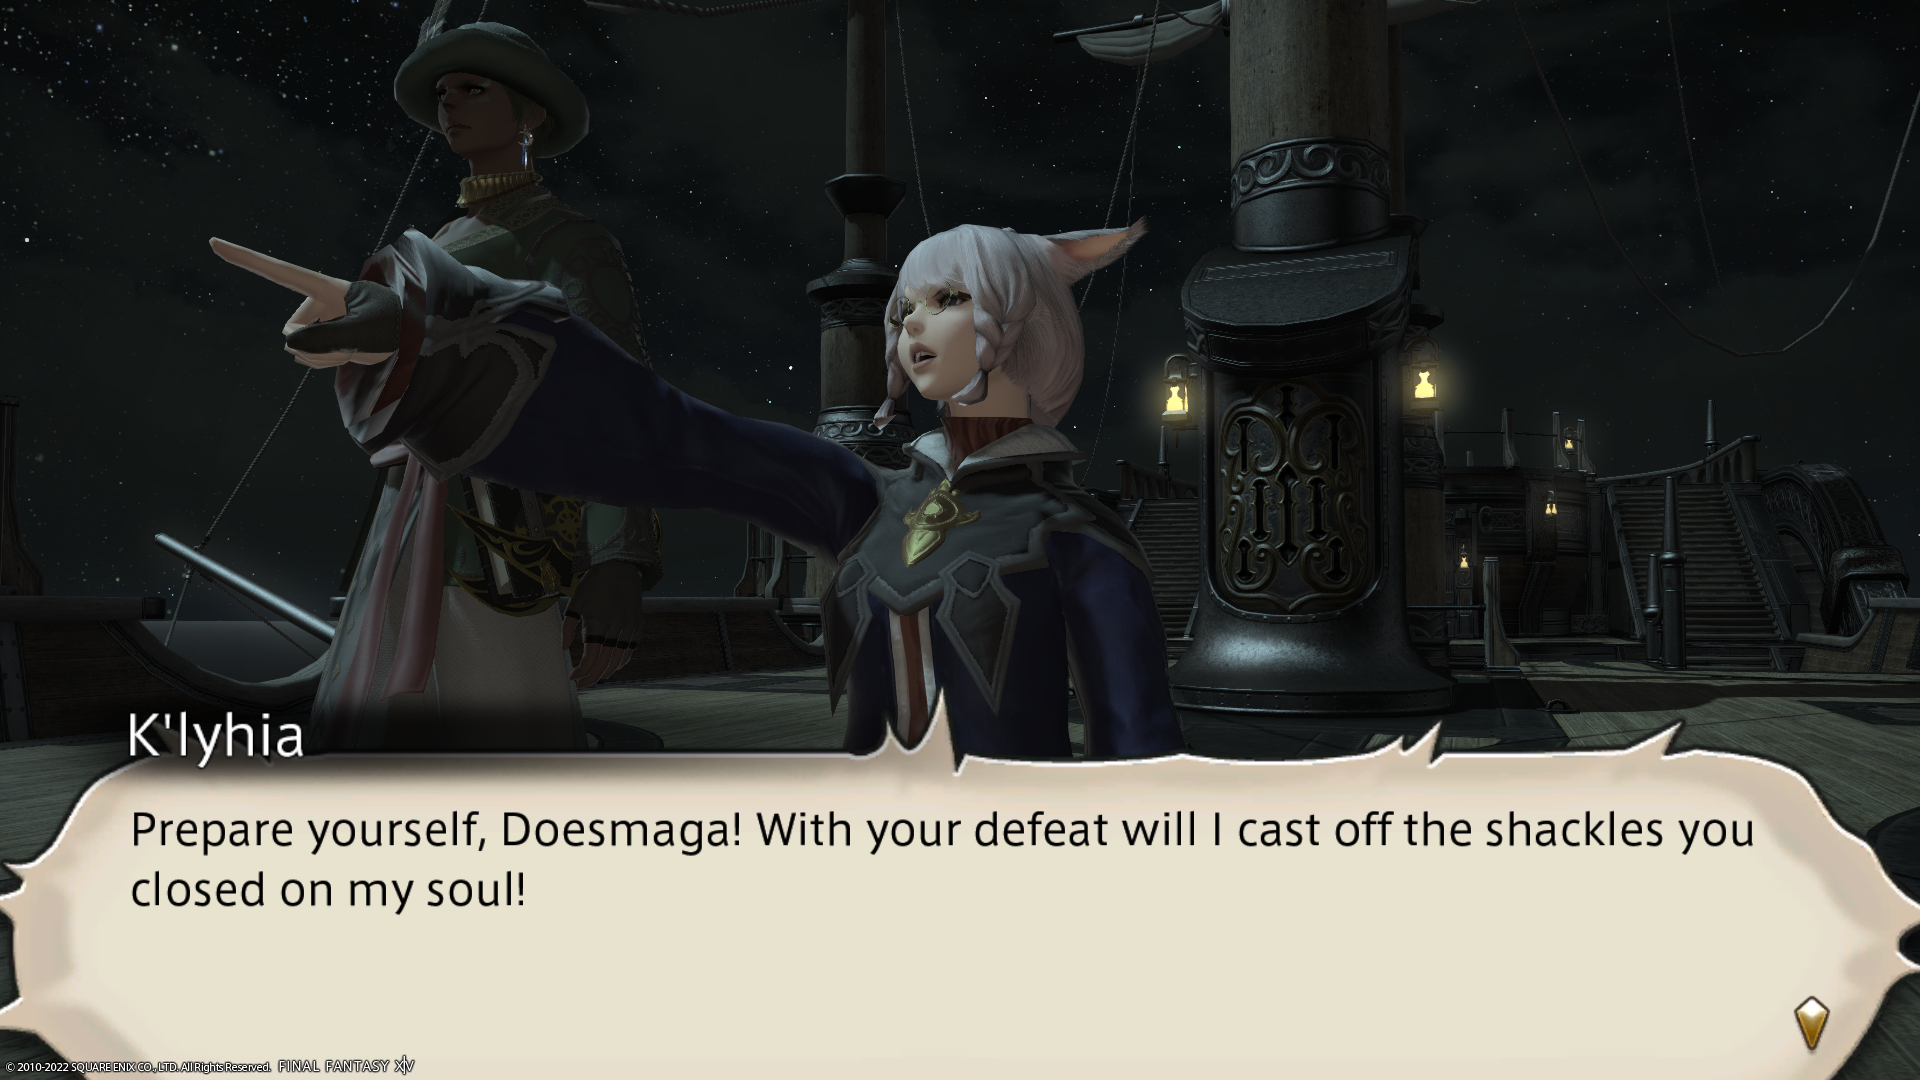 K'lyhia
Prepare yourself, Doesmaga! With your defeat will I cast off the shackles you
closed on my soul!
© 2010-2022 SQUARE ENIX CO., LTD. All Rights Reserved. FINAL FANTASY XIV